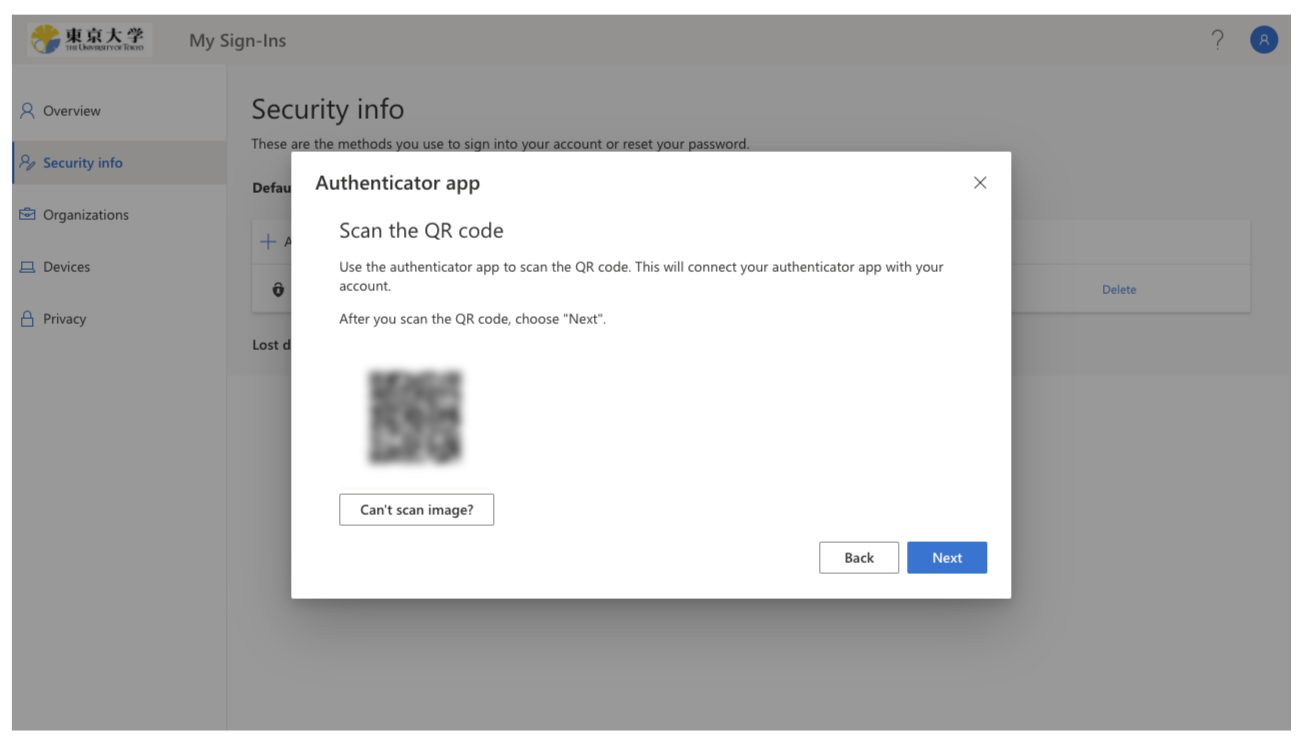 東京大学
THE UNIVERSITY OF TOKYO
My Sign-Ins
?
Overview
Security info
Organizations
Devices
Privacy
Security info
These are the methods you use to sign into your account or reset your password.
Defau
A
Delete
Lost d
Authenticator app
Scan the QR code
Use the authenticator app to scan the QR code. This will connect your authenticator app with your
account.
After you scan the QR code, choose "Next".
Can't scan image?
Back
Next